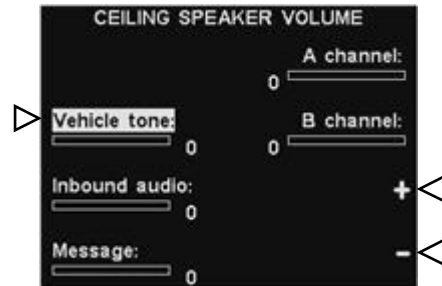 CEILING SPEAKER VOLUME
A channel:
0
Vehicle tone:
0
B channel:
0
Inbound audio:
0
+
Message:
0
-